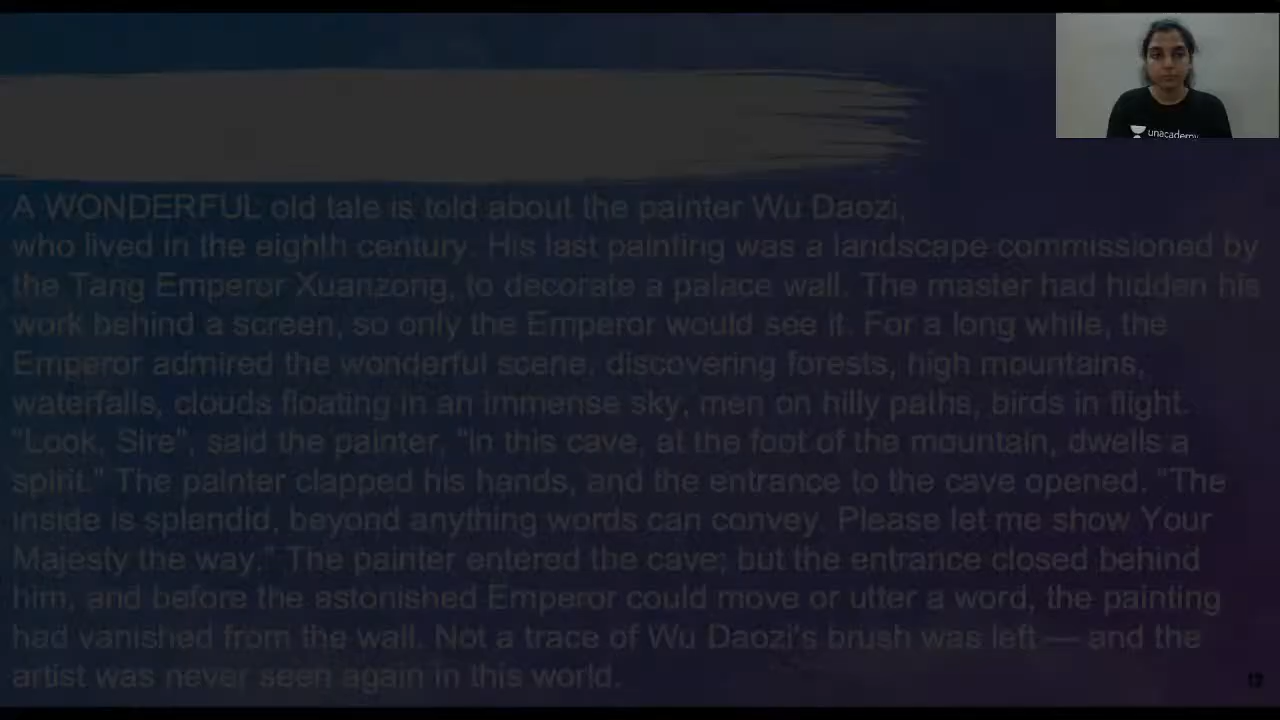 unacademy
A WONDERFUL old tale is told about the painter Wu Daozi,
who lived in the eighth century. His last painting was a landscape commissioned by
the Tang Emperor Xuanzong, to decorate a palace wall. The master had hidden his
work behind a screen, so only the Emperor would see it. For a long while, the
Emperor admired the wonderful scene, discovering forests, high mountains,
waterfalls, clouds floating in an immense sky, men on hilly paths, birds in flight.
"Look, Sire", said the painter, "in this cave, at the foot of the mountain, dwells a
spirit." The painter clapped his hands, and the entrance to the cave opened. "The
inside is splendid, beyond anything words can convey. Please let me show Your
Majesty the way." The painter entered the cave; but the entrance closed behind
him, and before the astonished Emperor could move or utter a word, the painting
had vanished from the wall. Not a trace of Wu Daozi's brush was left — and the
artist was never seen again in this world.